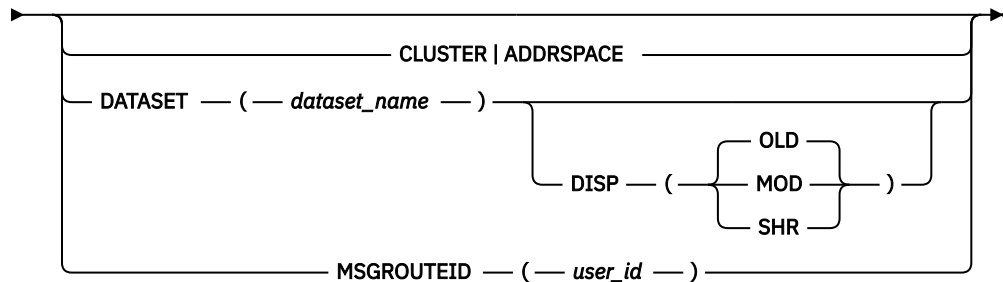 CLUSTER | ADDRSPACE
DATASET ( dataset_name )
OLD
DISP ( MOD )
SHR
MSGROUTEID ( user_id )